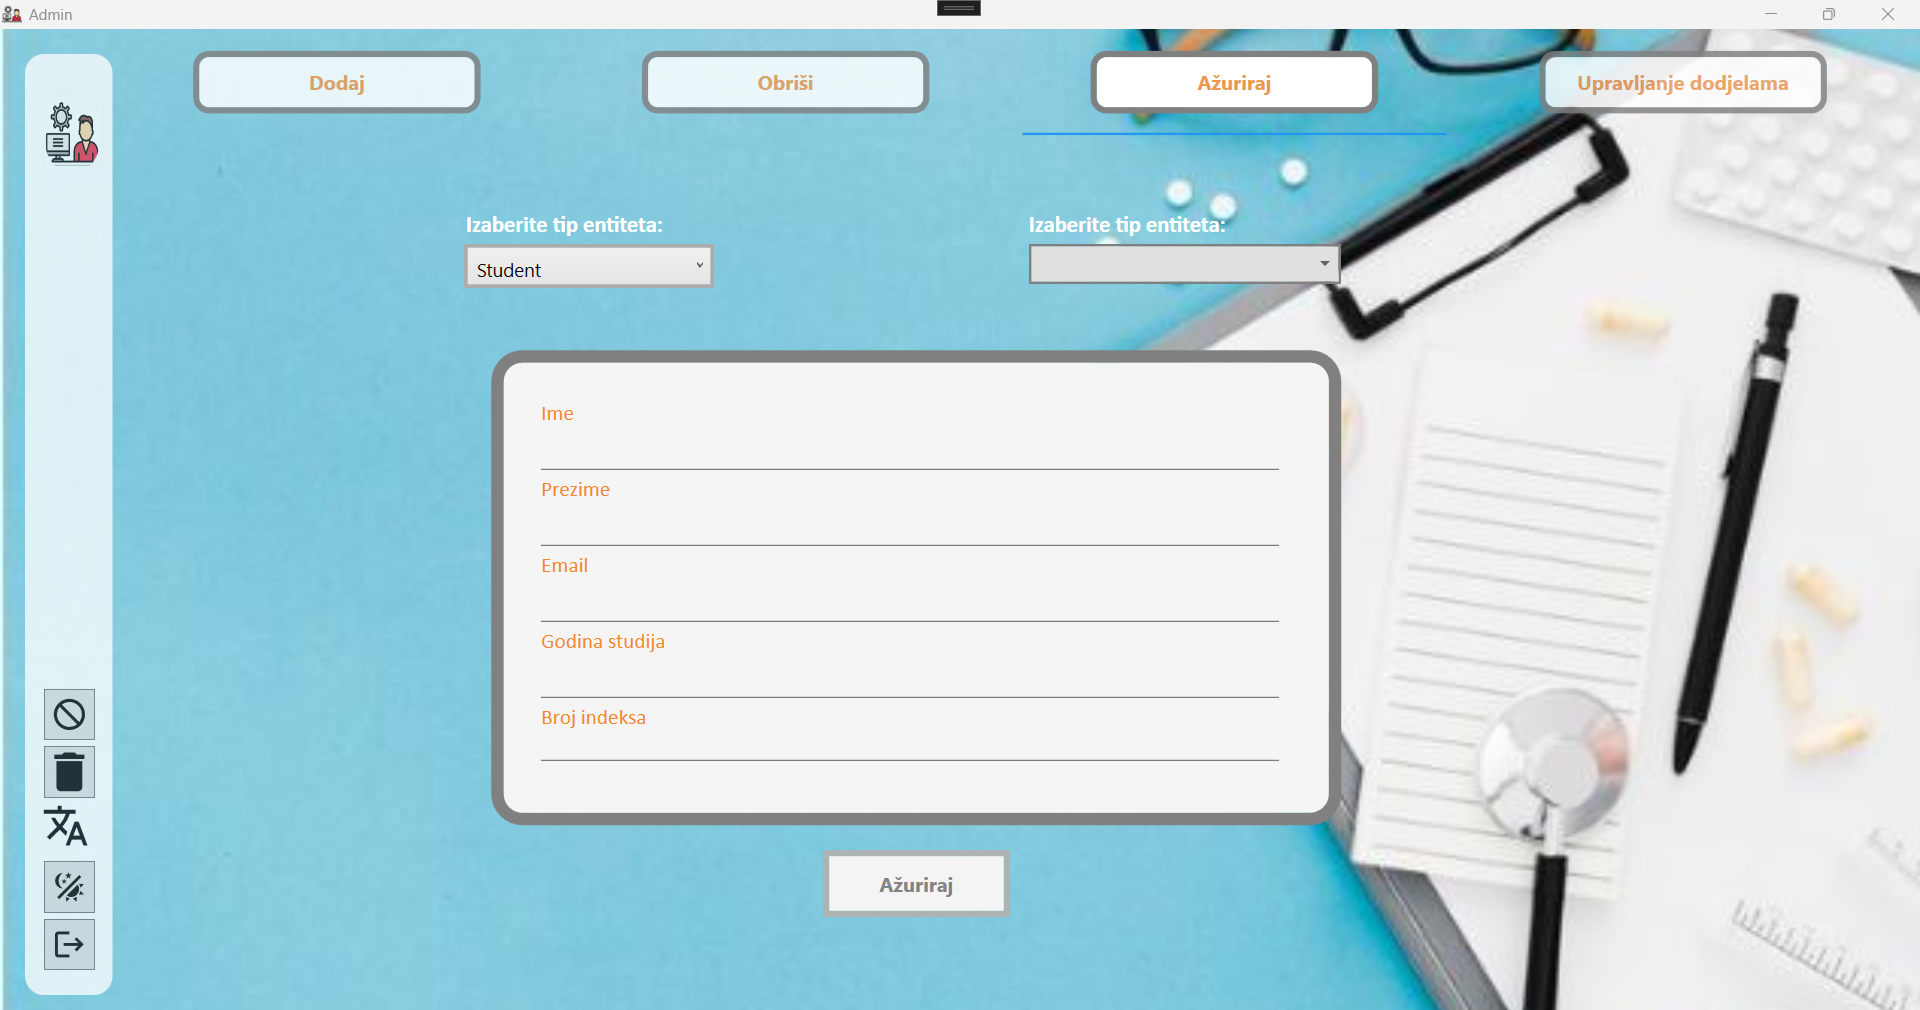 Admin
Dodaj
Obriši
Ažuriraj
Upravljanje dodjelama
Izaberite tip entiteta:
Izaberite tip entiteta:
Student
Ime
Prezime
Email
Godina studija
Broj indeksa
Ažuriraj